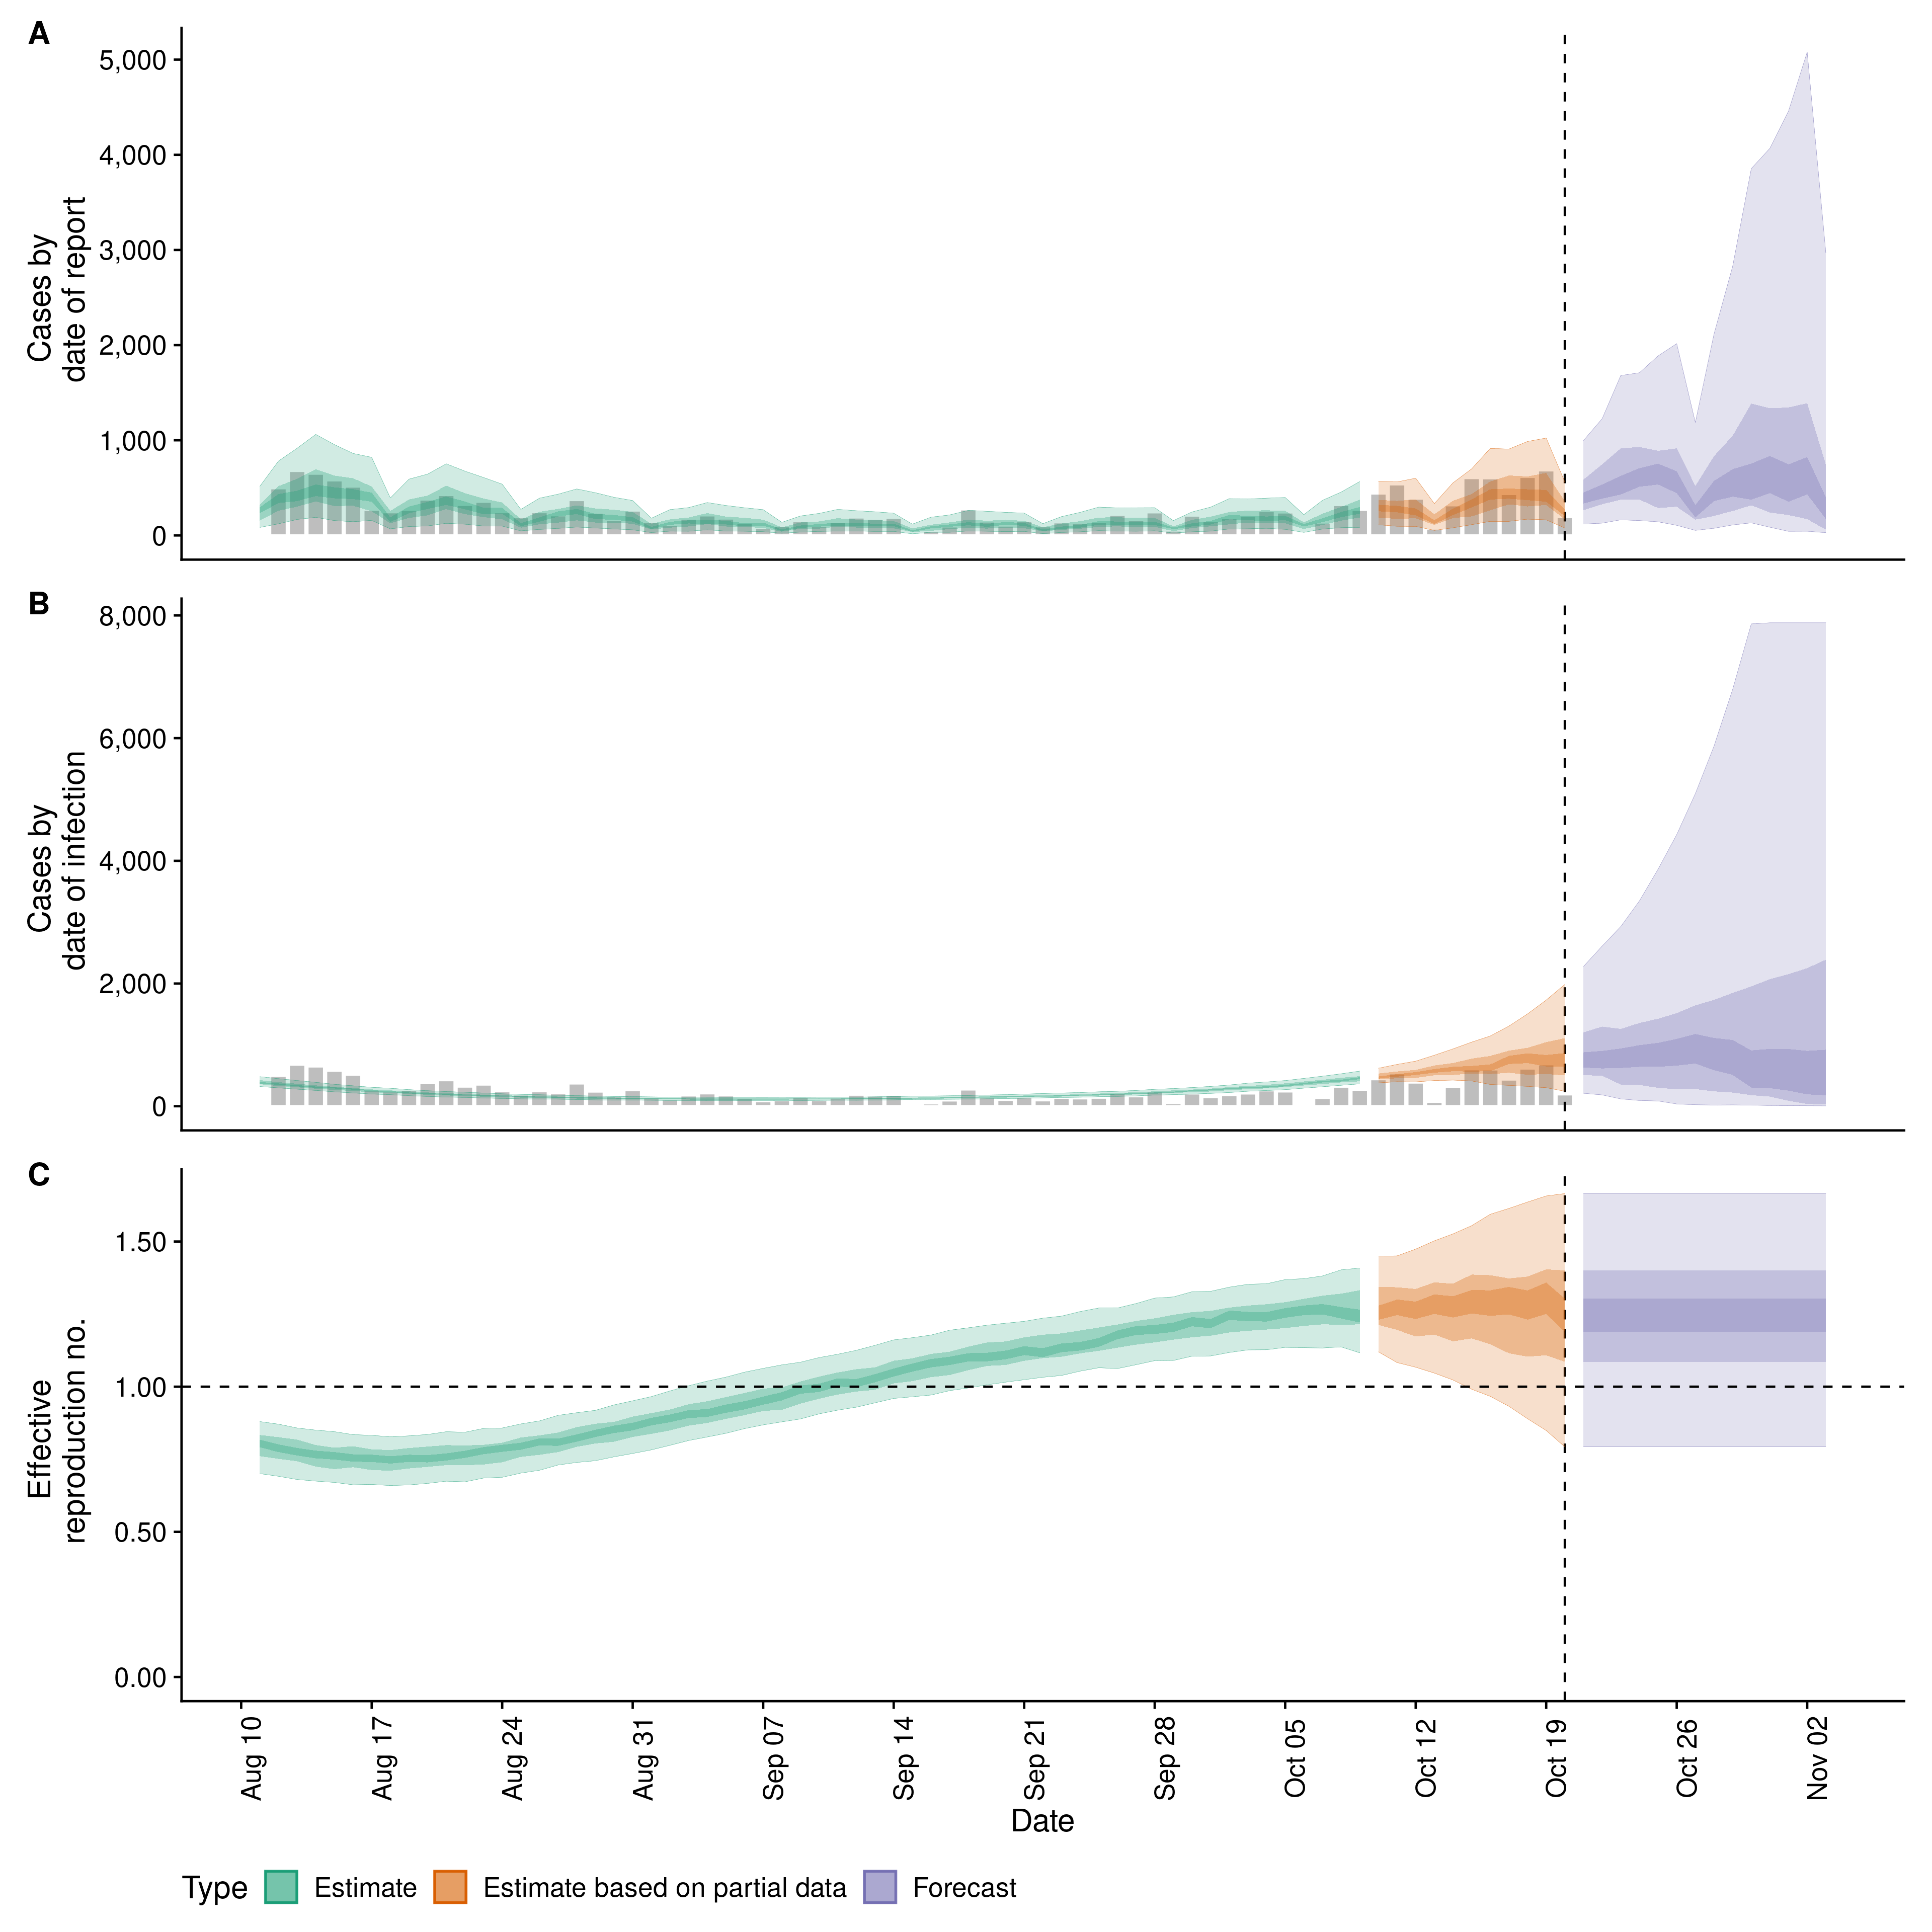 A
5,000
4,000
3,000
2,000
1,000
0
Cases by
date of report
B
8,000
6,000
4,000
2,000
0
Cases by
date of infection
C
1.50
1.00
0.50
0.00
Effective
reproduction no.
Aug 10
Aug 17
Aug 24
Aug 31
Sep 07
Sep 14
Sep 21
Sep 28
Oct 05
Oct 12
Oct 19
Oct 26
Nov 02
Date
Type Estimate Estimate based on partial data Forecast